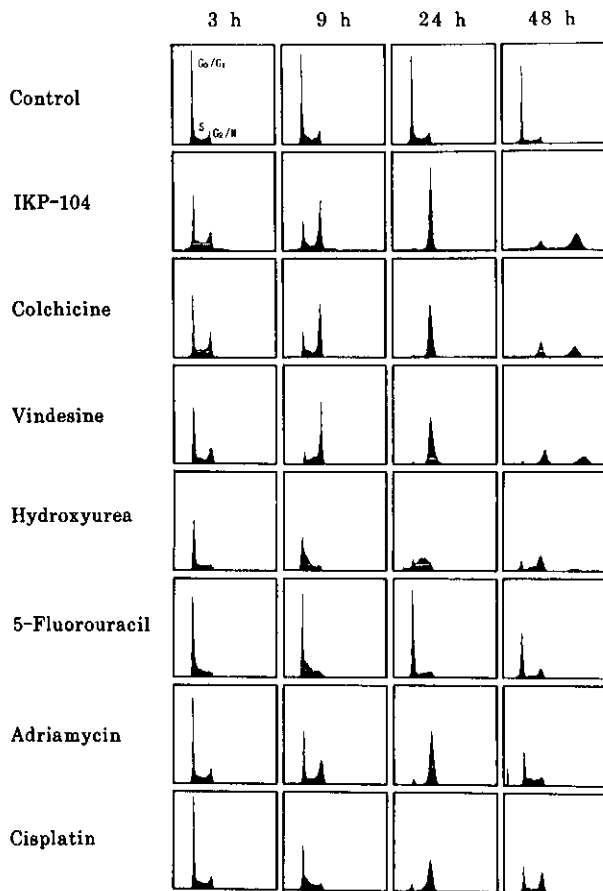 3 h 9 h 24 h 48 h
Control
G₀/G₁
S G₂/M
IKP-104
Colchicine
Vindesine
Hydroxyurea
5-Fluorouracil
Adriamycin
Cisplatin